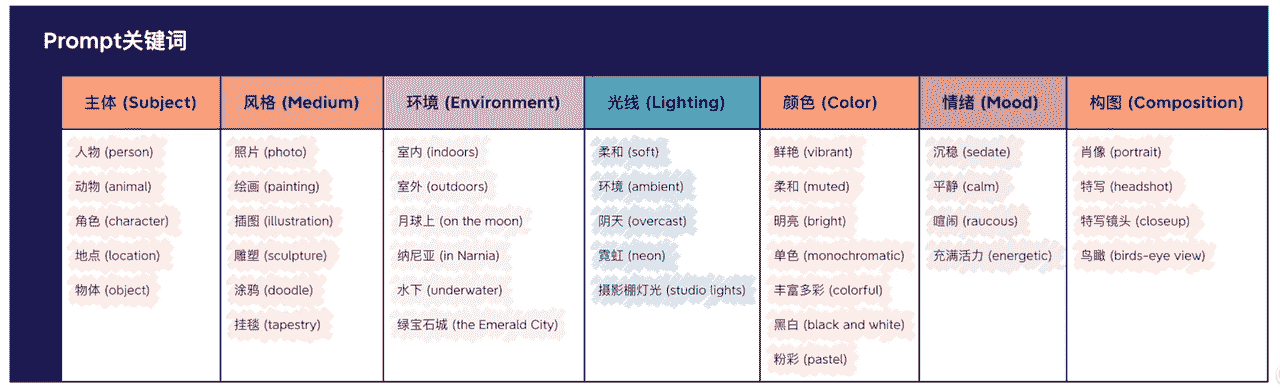 Prompt关键词
主体 (Subject) 风格 (Medium) 环境 (Environment) 光线 (Lighting) 颜色 (Color) 情绪 (Mood) 构图 (Composition)
人物 (person) 照片 (photo) 室内 (indoors) 柔和 (soft) 鲜艳 (vibrant) 沉稳 (sedate) 肖像 (portrait)
动物 (animal) 绘画 (painting) 室外 (outdoors) 环境 (ambient) 柔和 (muted) 平静 (calm) 特写 (headshot)
角色 (character) 插图 (illustration) 月球上 (on the moon) 阴天 (overcast) 明亮 (bright) 喧闹 (raucous) 特写镜头 (closeup)
地点 (location) 雕塑 (sculpture) 纳尼亚 (in Narnia) 霓虹 (neon) 单色 (monochromatic) 充满活力 (energetic) 鸟瞰 (birds-eye view)
物体 (object) 涂鸦 (doodle) 水下 (underwater) 摄影棚灯光 (studio lights) 丰富多彩 (colorful)
挂毯 (tapestry) 绿宝石城 (the Emerald City) 黑白 (black and white)
粉彩 (pastel)